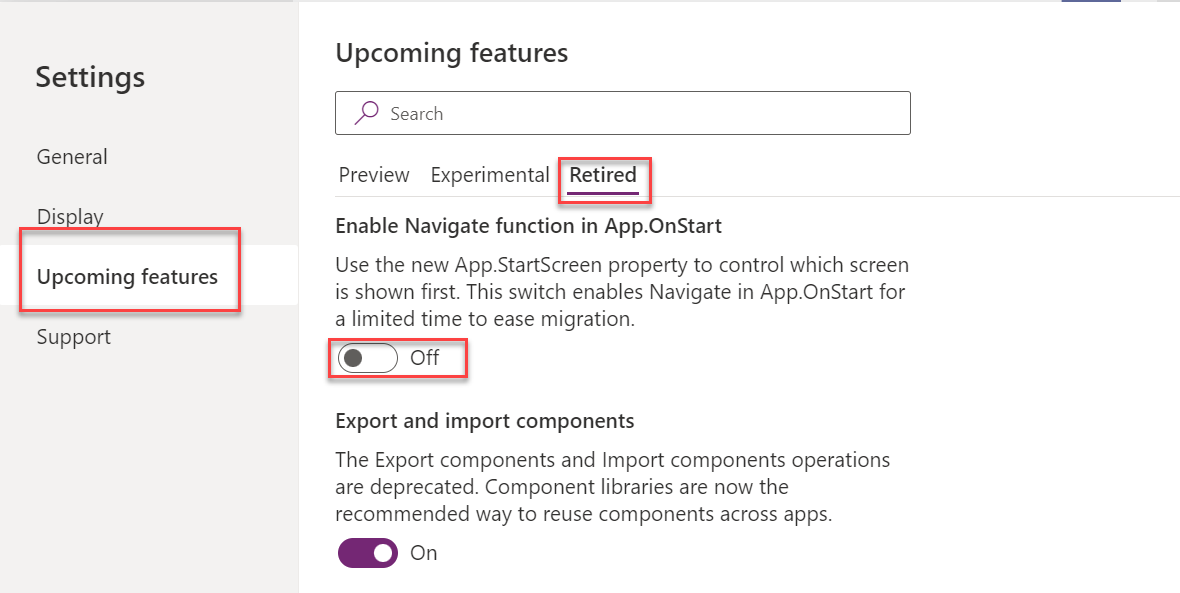 Settings
General
Display
Upcoming features
Support
Upcoming features
Search
Preview Experimental Retired
Enable Navigate function in App.OnStart
Use the new App.StartScreen property to control which screen
is shown first. This switch enables Navigate in App.OnStart for
a limited time to ease migration.
Off
Export and import components
The Export components and Import components operations
are deprecated. Component libraries are now the
recommended way to reuse components across apps.
On